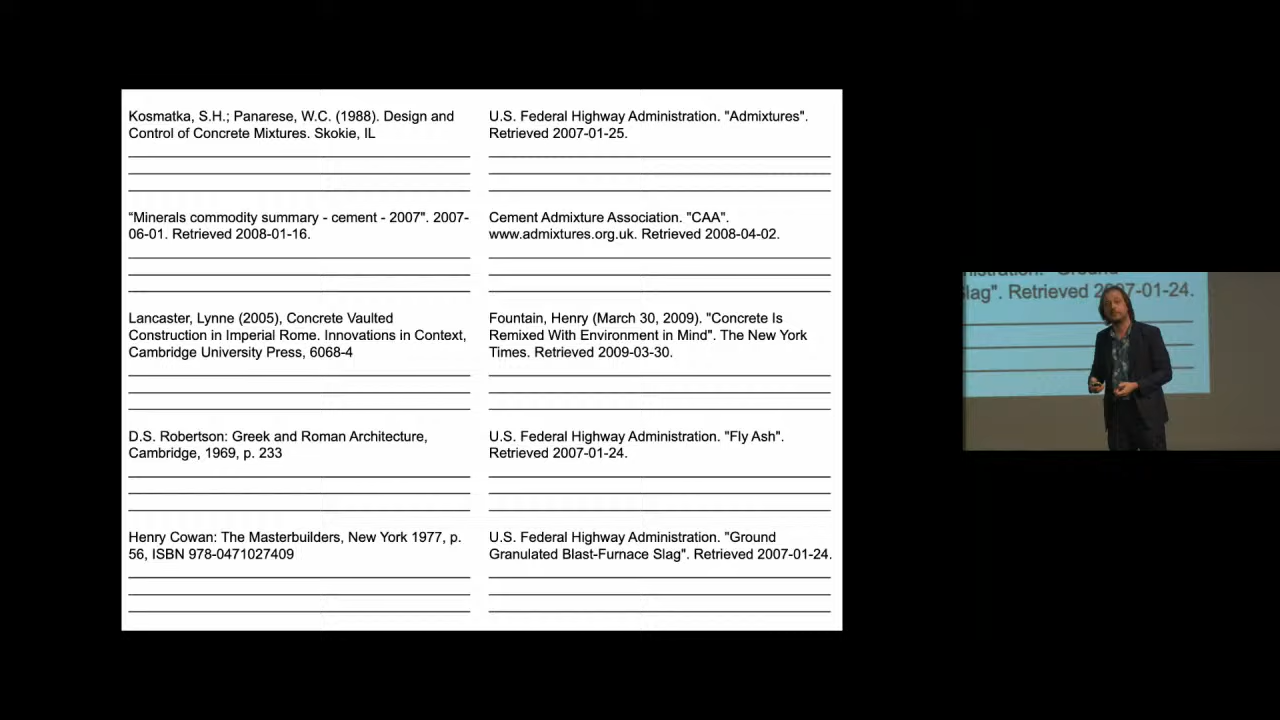 Kosmatka, S.H.; Panarese, W.C. (1988). Design and
Control of Concrete Mixtures. Skokie, IL
“Minerals commodity summary - cement - 2007". 2007-
06-01. Retrieved 2008-01-16.
Lancaster, Lynne (2005), Concrete Vaulted
Construction in Imperial Rome. Innovations in Context,
Cambridge University Press, 6068-4
D.S. Robertson: Greek and Roman Architecture,
Cambridge, 1969, p. 233
Henry Cowan: The Masterbuilders, New York 1977, p.
56, ISBN 978-0471027409
U.S. Federal Highway Administration. "Admixtures".
Retrieved 2007-01-25.
Cement Admixture Association. "CAA".
www.admixtures.org.uk. Retrieved 2008-04-02.
Fountain, Henry (March 30, 2009). "Concrete Is
Remixed With Environment in Mind". The New York
Times. Retrieved 2009-03-30.
U.S. Federal Highway Administration. "Fly Ash".
Retrieved 2007-01-24.
U.S. Federal Highway Administration. "Ground
Granulated Blast-Furnace Slag". Retrieved 2007-01-24.
nistration. "Ground
Slag". Retrieved 2007-01-24.